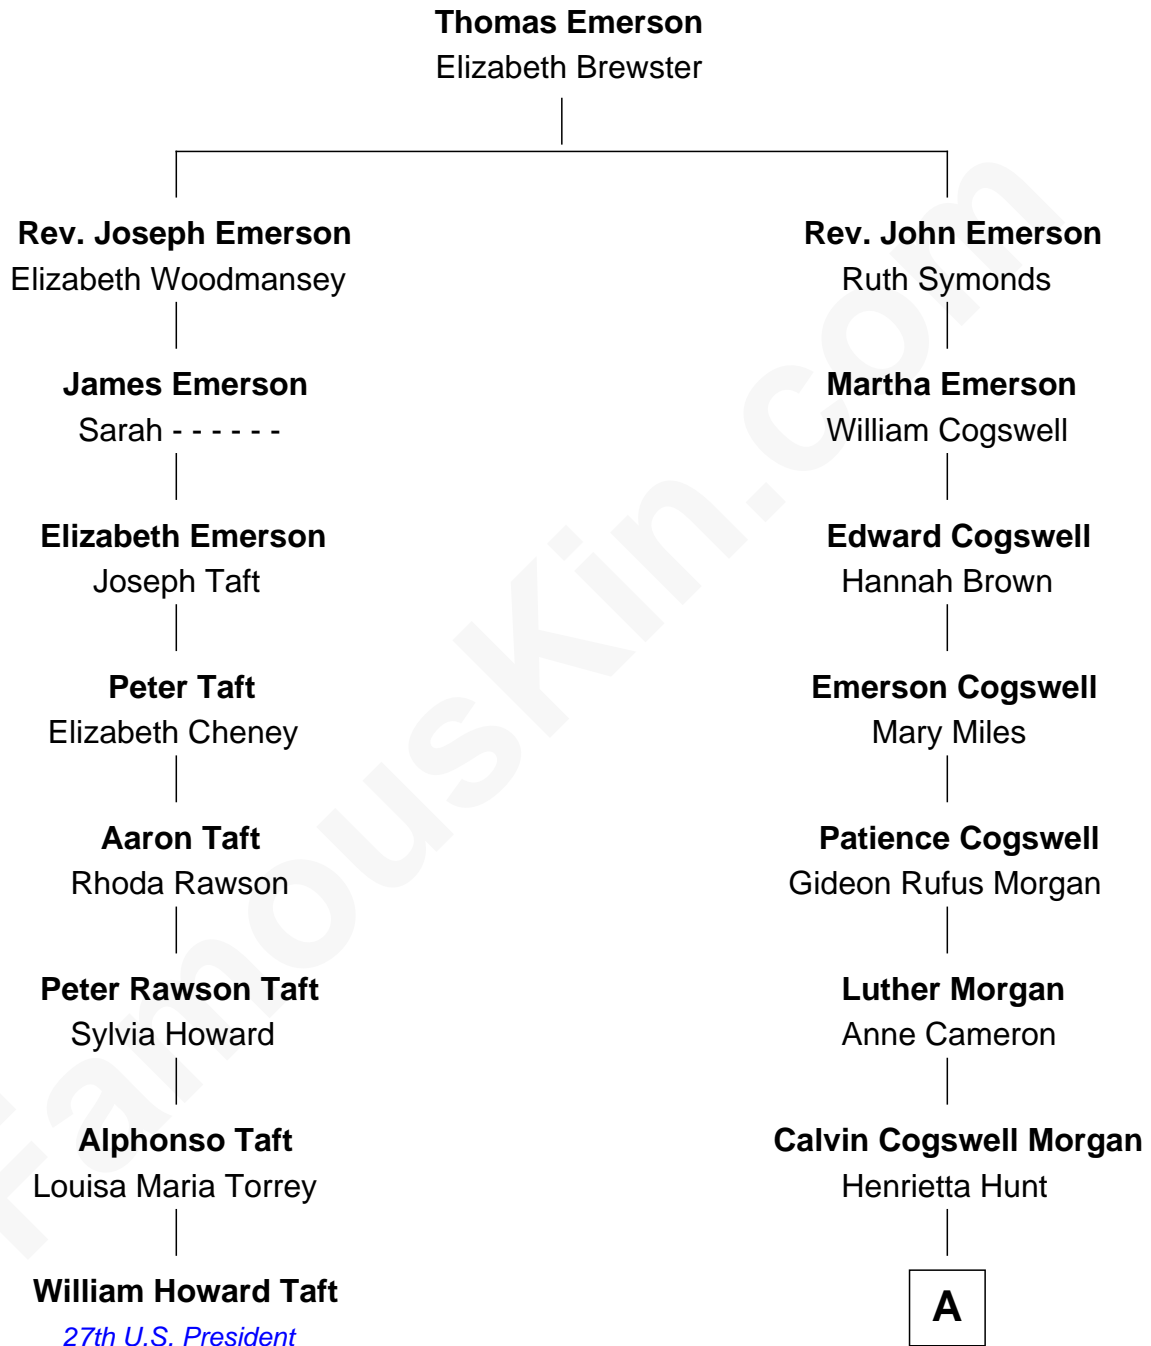 Thomas Emerson
Elizabeth Brewster
Rev. Joseph Emerson
Elizabeth Woodmansey
James Emerson
Sarah - - - - - -
Elizabeth Emerson
Joseph Taft
Peter Taft
Elizabeth Cheney
Aaron Taft
Rhoda Rawson
Peter Rawson Taft
Sylvia Howard
Alphonso Taft
Louisa Maria Torrey
William Howard Taft
27th U.S. President
Rev. John Emerson
Ruth Symonds
Martha Emerson
William Cogswell
Edward Cogswell
Hannah Brown
Emerson Cogswell
Mary Miles
Patience Cogswell
Gideon Rufus Morgan
Luther Morgan
Anne Cameron
Calvin Cogswell Morgan
Henrietta Hunt
A
FamousKin.com